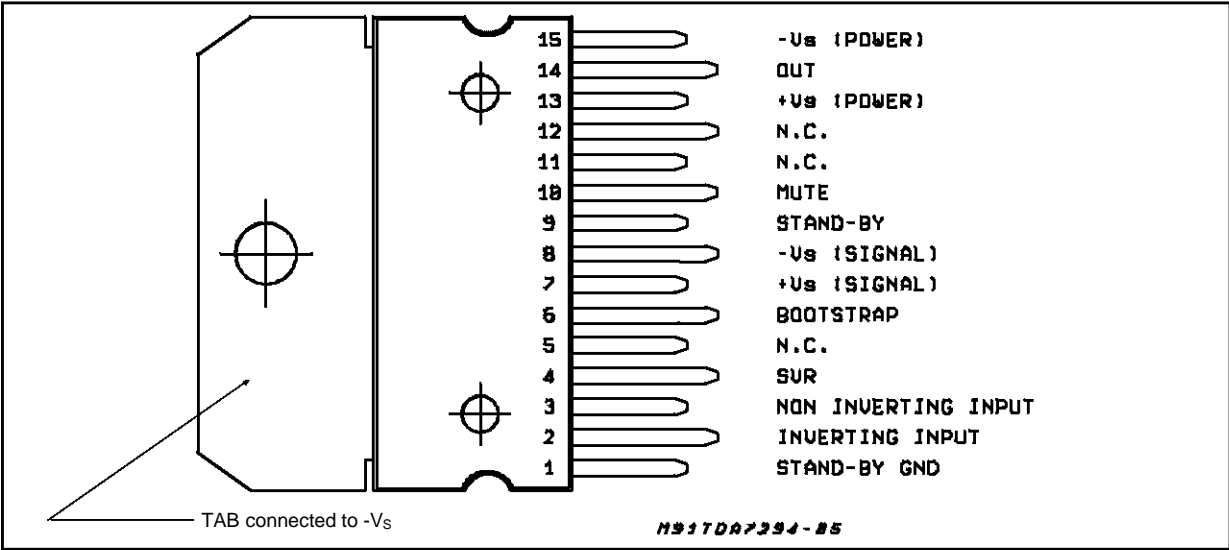 15 -Vs (POWER)
14 OUT
13 +Vs (POWER)
12 N.C.
11 N.C.
10 MUTE
9 STAND-BY
8 -Vs (SIGNAL)
7 +Vs (SIGNAL)
6 BOOTSTRAP
5 N.C.
4 SVR
3 NON INVERTING INPUT
2 INVERTING INPUT
1 STAND-BY GND
TAB connected to -VS
M91TDA7294-05